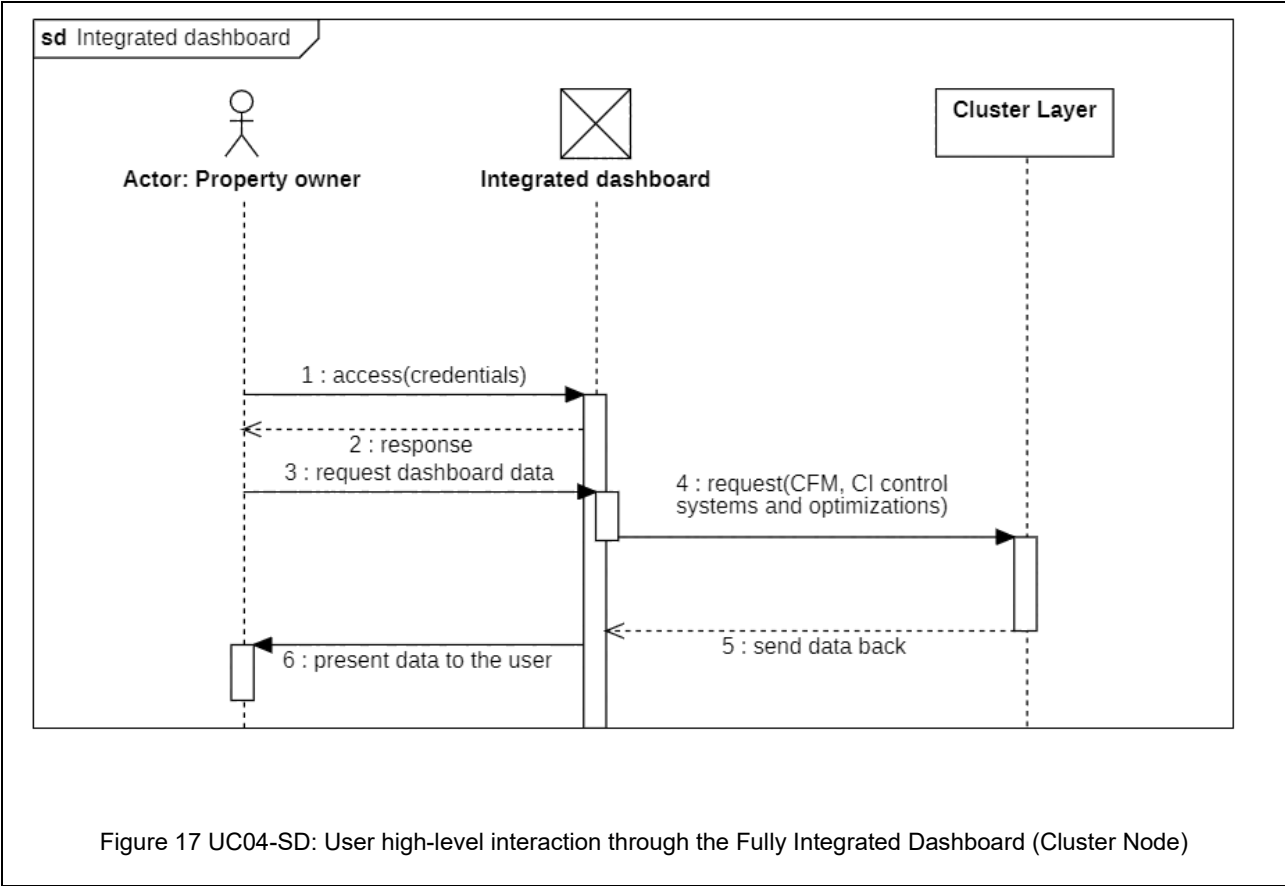 sd Integrated dashboard
Cluster Layer
Actor: Property owner
Integrated dashboard
1 : access(credentials)
2 : response
3 : request dashboard data
4 : request(CFM, CI control
systems and optimizations)
5 : send data back
6 : present data to the user
Figure 17 UC04-SD: User high-level interaction through the Fully Integrated Dashboard (Cluster Node)